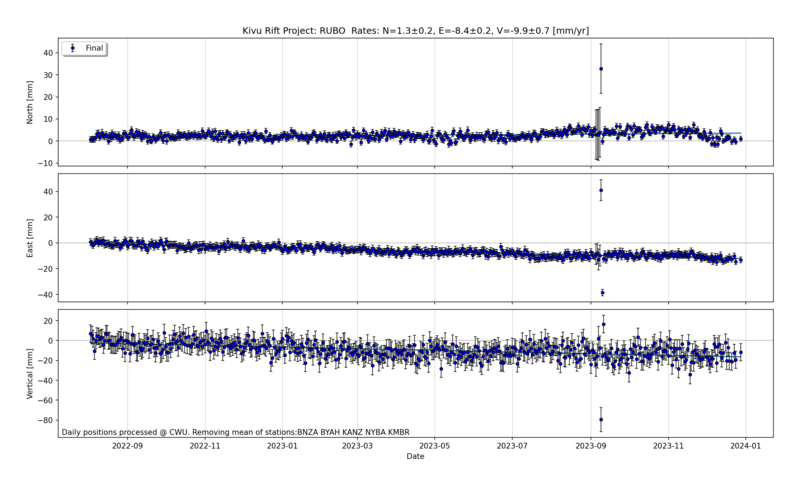 Kivu Rift Project: RUBO Rates: N=1.3±0.2, E=-8.4±0.2, V=-9.9±0.7 [mm/yr]
Final
North [mm]
40
30
20
10
0
−10
East [mm]
40
20
0
−20
−40
Vertical [mm]
20
0
−20
−40
−60
−80
Daily positions processed @ CWU. Removing mean of stations:BNZA BYAH KANZ NYBA KMBR
2022-09 2022-11 2023-01 2023-03 2023-05 2023-07 2023-09 2023-11 2024-01
Date